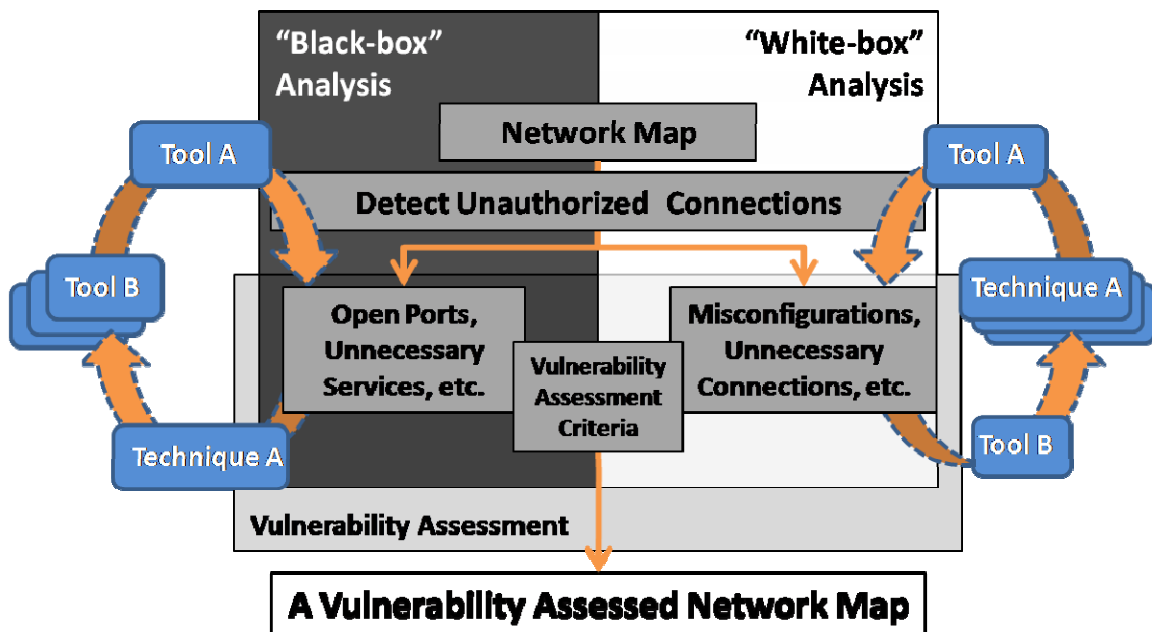 “Black-box”
Analysis
“White-box”
Analysis
Network Map
Tool A
Tool A
Detect Unauthorized Connections
Tool B
Technique A
Open Ports,
Unnecessary
Services, etc.
Misconfigurations,
Unnecessary
Connections, etc.
Vulnerability
Assessment
Criteria
Technique A
Tool B
Vulnerability Assessment
A Vulnerability Assessed Network Map